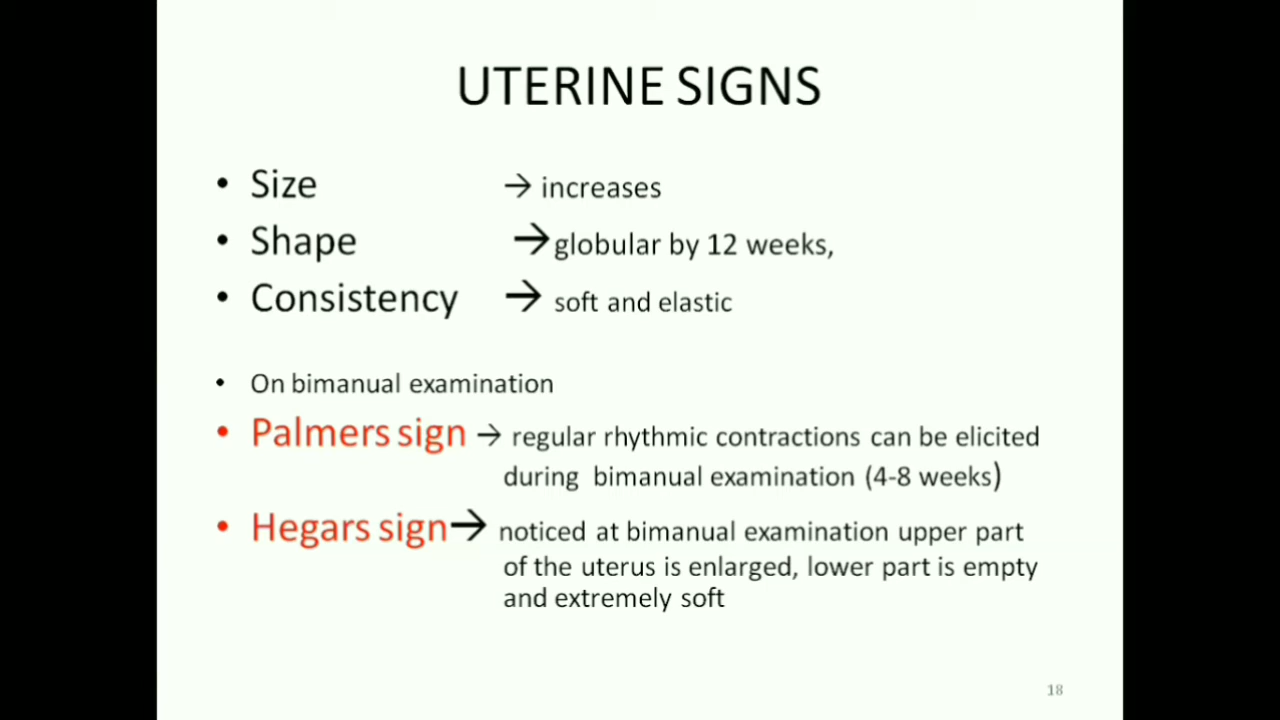 UTERINE SIGNS
• Size → increases
• Shape → globular by 12 weeks,
• Consistency → soft and elastic
• On bimanual examination
• Palmers sign → regular rhythmic contractions can be elicited
during bimanual examination (4-8 weeks)
• Hegars sign→ noticed at bimanual examination upper part
of the uterus is enlarged, lower part is empty
and extremely soft
18